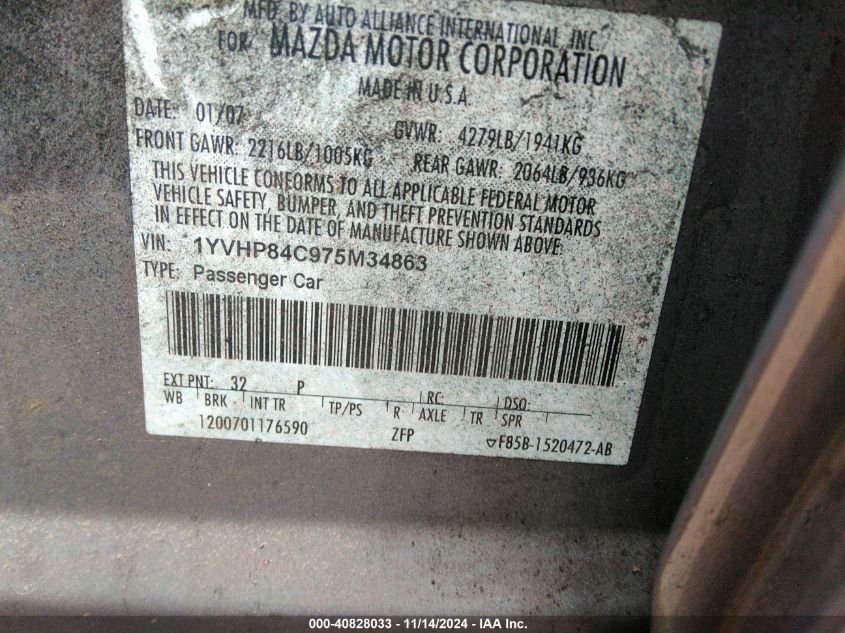 MFD. BY AUTO ALLIANCE INTERNATIONAL, INC.
FOR MAZDA MOTOR CORPORATION
MADE IN U.S.A.
DATE: 01/07 GVWR: 4279LB/1941KG
FRONT GAWR: 2216LB/1005KG REAR GAWR: 2064LB/936KG
THIS VEHICLE CONFORMS TO ALL APPLICABLE FEDERAL MOTOR
VEHICLE SAFETY, BUMPER, AND THEFT PREVENTION STANDARDS
IN EFFECT ON THE DATE OF MANUFACTURE SHOWN ABOVE.
VIN: 1YVHP84C975M34863
TYPE: Passenger Car
EXT PNT: 32 P RC: DSO:
WB BRK INT TR TP/PS R AXLE TR SPR
1200701176590 ZFP F85B-1520472-AB
000-40828033 — 11/14/2024 — IAA Inc.